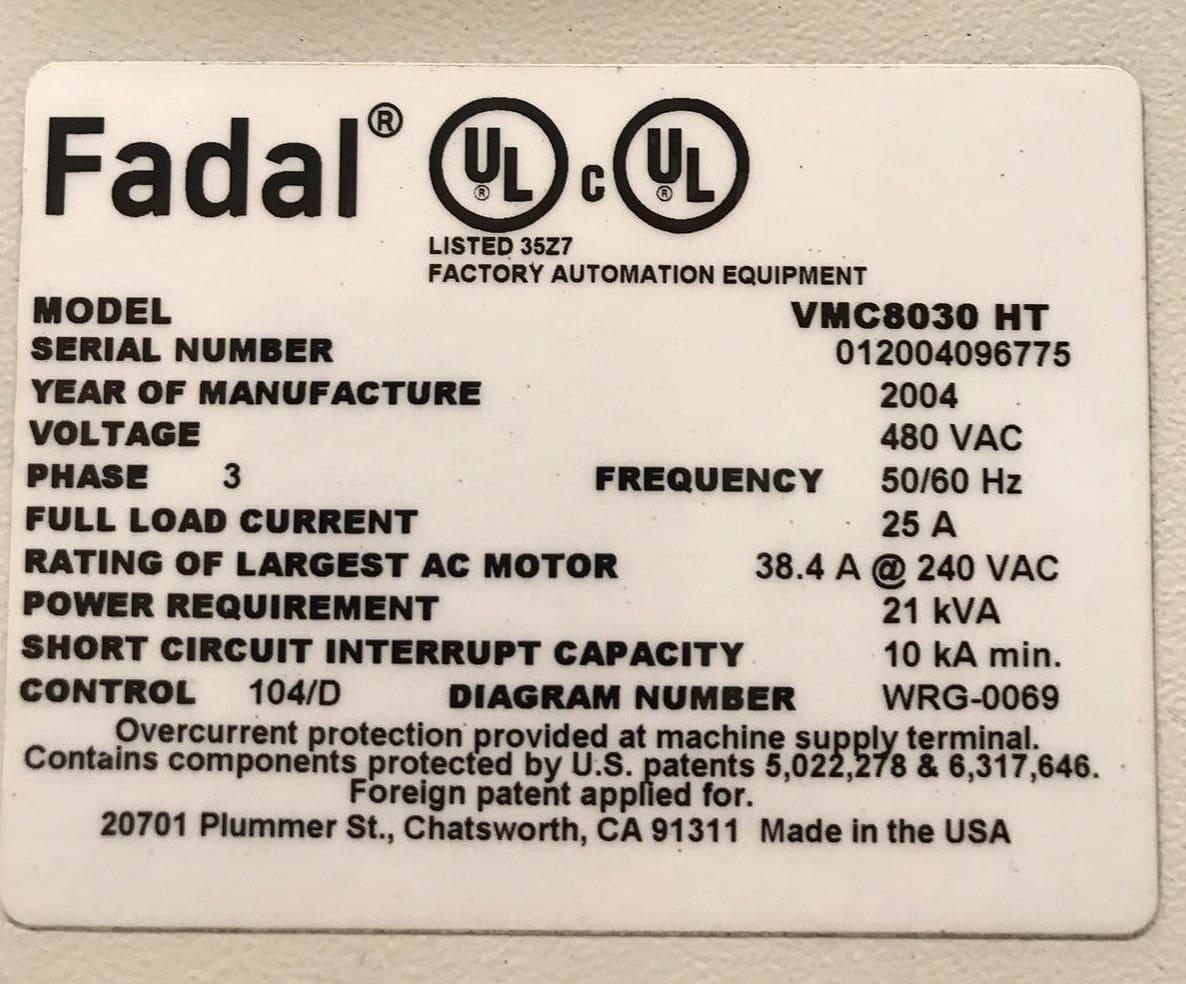 Fadal® UL® c UL®
LISTED 35Z7
FACTORY AUTOMATION EQUIPMENT
MODEL VMC8030 HT
SERIAL NUMBER 012004096775
YEAR OF MANUFACTURE 2004
VOLTAGE 480 VAC
PHASE 3 FREQUENCY 50/60 Hz
FULL LOAD CURRENT 25 A
RATING OF LARGEST AC MOTOR 38.4 A @ 240 VAC
POWER REQUIREMENT 21 kVA
SHORT CIRCUIT INTERRUPT CAPACITY 10 kA min.
CONTROL 104/D DIAGRAM NUMBER WRG-0069
Overcurrent protection provided at machine supply terminal.
Contains components protected by U.S. patents 5,022,278 & 6,317,646.
Foreign patent applied for.
20701 Plummer St., Chatsworth, CA 91311 Made in the USA